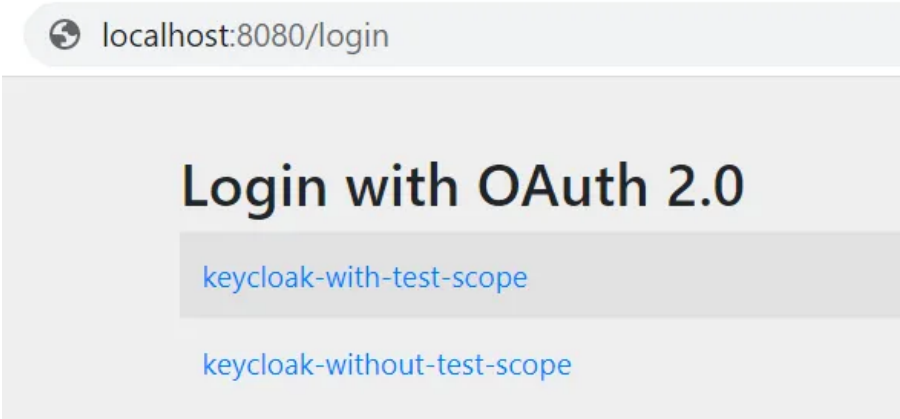 localhost:8080/login
Login with OAuth 2.0
keycloak-with-test-scope
keycloak-without-test-scope